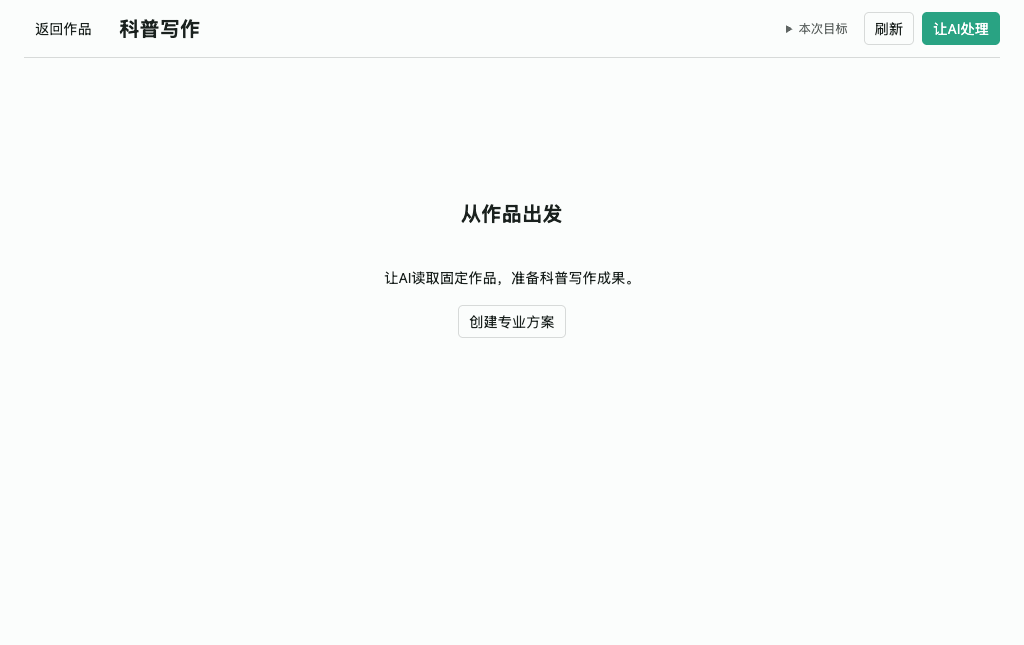 返回作品
科普写作
本次目标
刷新
让AI处理
从作品出发
让AI读取固定作品，准备科普写作成果。
创建专业方案